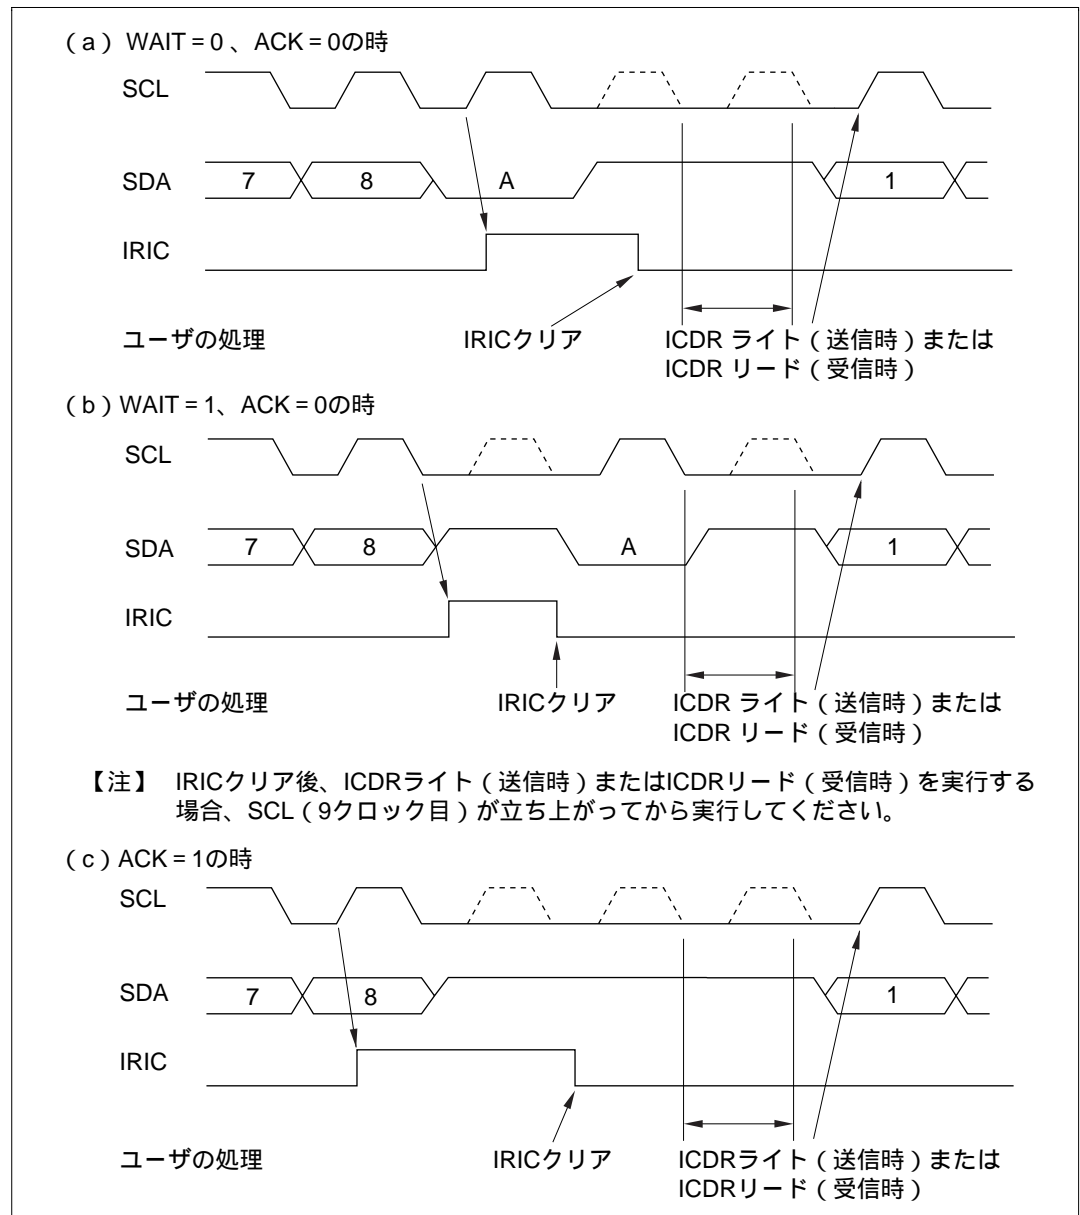 (a) WAIT = 0 、ACK = 0の時
SCL
SDA 7 8 A 1
IRIC
ユーザの処理 IRICクリア ICDR ライト(送信時)または
ICDR リード(受信時)
(b)WAIT = 1、ACK = 0の時
SCL
SDA 7 8 A 1
IRIC
ユーザの処理 IRICクリア ICDR ライト(送信時)または
ICDR リード(受信時)
【注】 IRICクリア後、ICDRライト(送信時)またはICDRリード(受信時)を実行する
場合、SCL(9クロック目)が立ち上がってから実行してください。
(c)ACK = 1の時
SCL
SDA 7 8 1
IRIC
ユーザの処理 IRICクリア ICDRライト(送信時)または
ICDRリード(受信時)